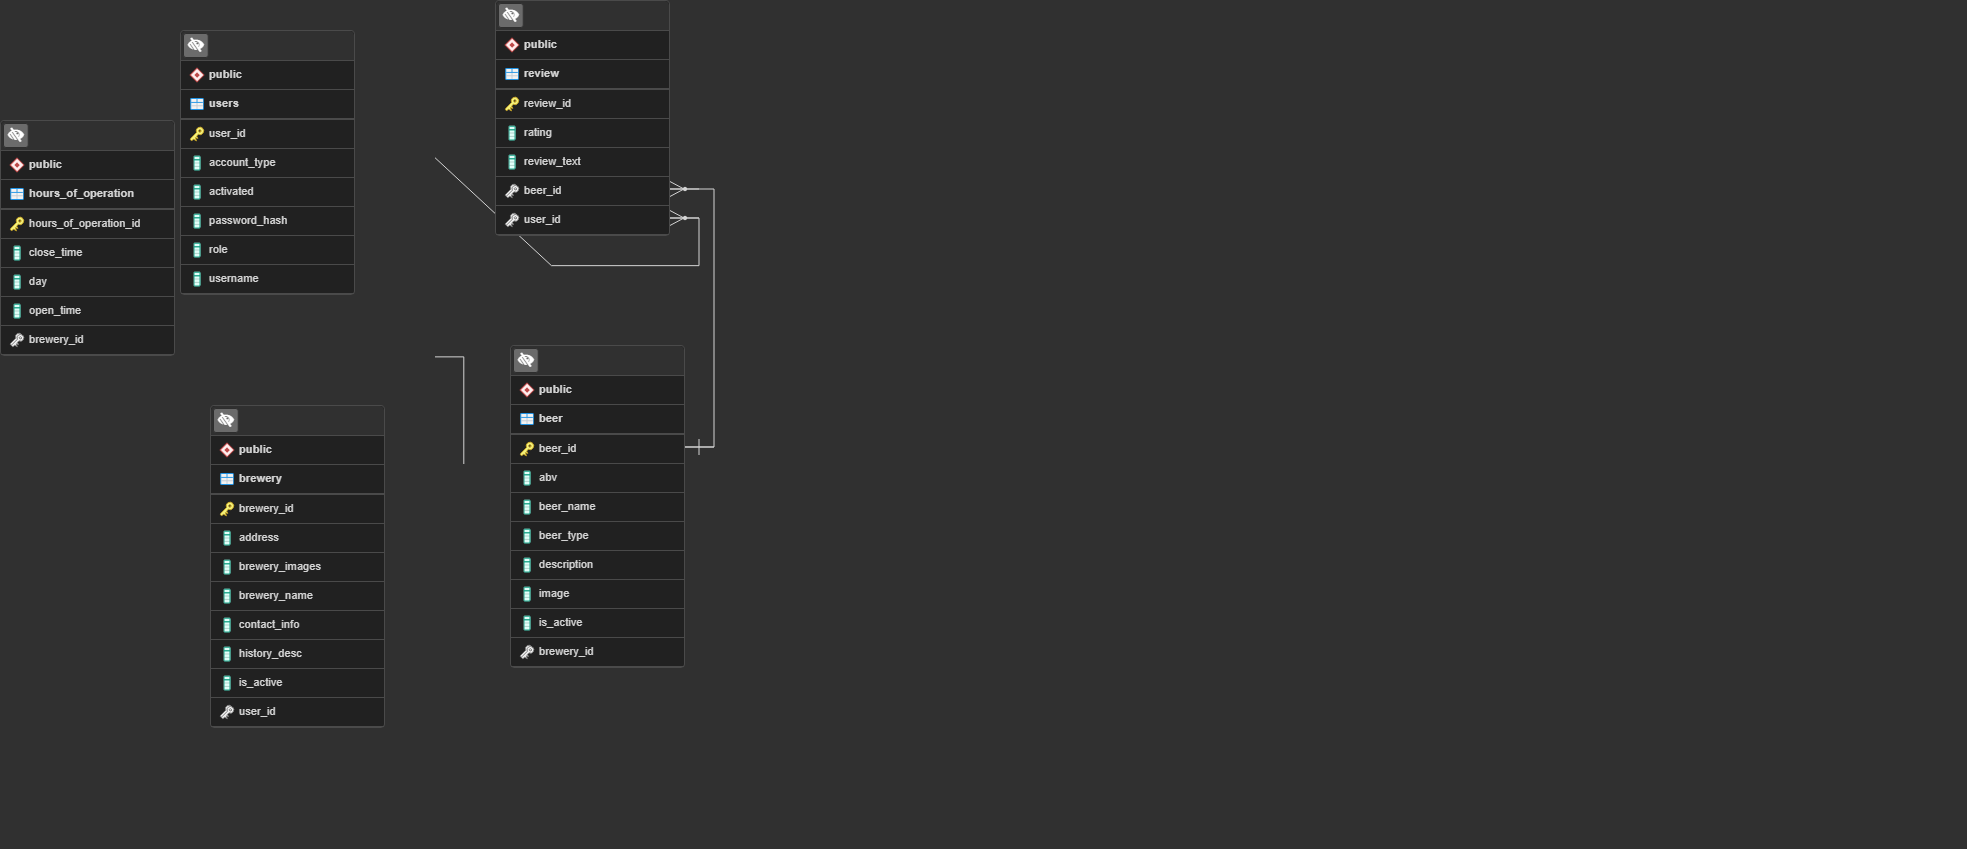 public
hours_of_operation
hours_of_operation_id
close_time
day
open_time
brewery_id
public
users
user_id
account_type
activated
password_hash
role
username
public
review
review_id
rating
review_text
beer_id
user_id
public
brewery
brewery_id
address
brewery_images
brewery_name
contact_info
history_desc
is_active
user_id
public
beer
beer_id
abv
beer_name
beer_type
description
image
is_active
brewery_id